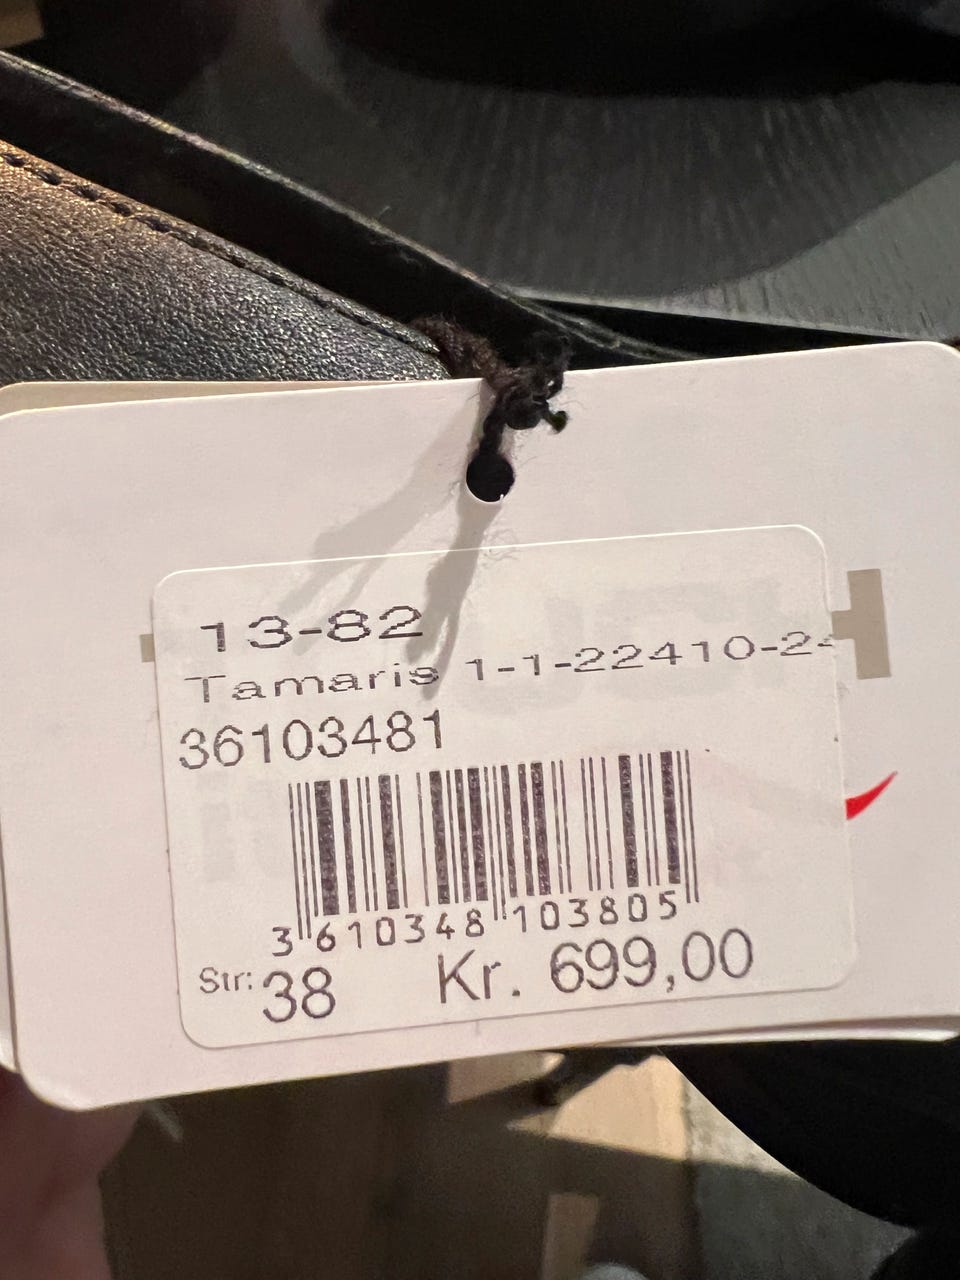 13-82
Tamaris 1-1-22410-2
36103481
3 610348 103805
Str: 38 Kr. 699,00